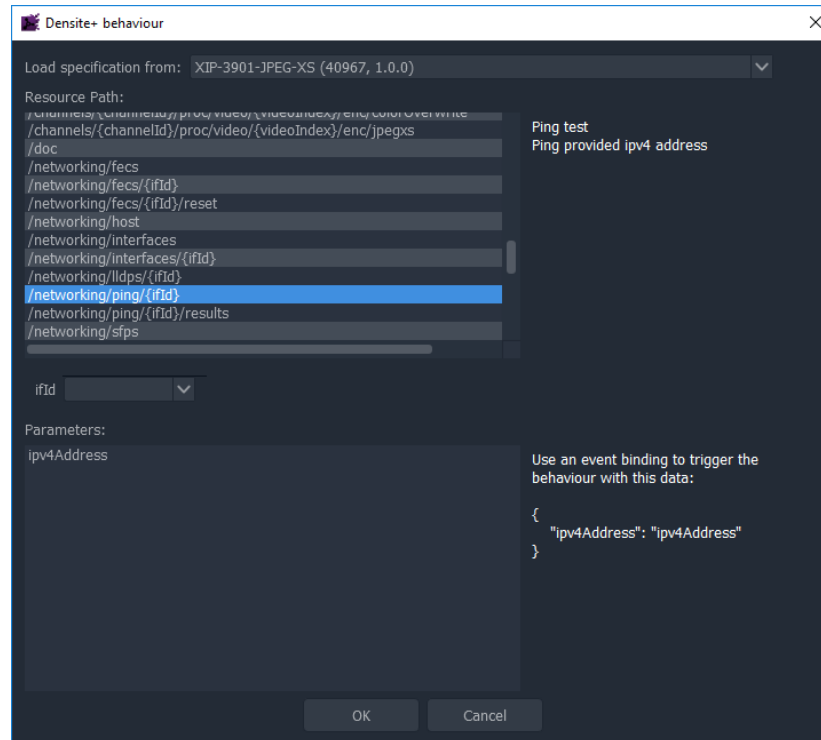 Densite+ behaviour
Load specification from: XIP-3901-JPEG-XS (40967, 1.0.0)
Resource Path:
/channels/{channelId}/proc/video/{videoIndex}/enc/colorOverwrite
/channels/{channelId}/proc/video/{videoIndex}/enc/jpegxs
/doc
/networking/fecs
/networking/fecs/{ifId}
/networking/fecs/{ifId}/reset
/networking/host
/networking/interfaces
/networking/interfaces/{ifId}
/networking/lldps/{ifId}
/networking/ping/{ifId}
/networking/ping/{ifId}/results
/networking/sfps
Ping test
Ping provided ipv4 address
ifId
Parameters:
ipv4Address
Use an event binding to trigger the
behaviour with this data:
{
"ipv4Address": "ipv4Address"
}
OK
Cancel